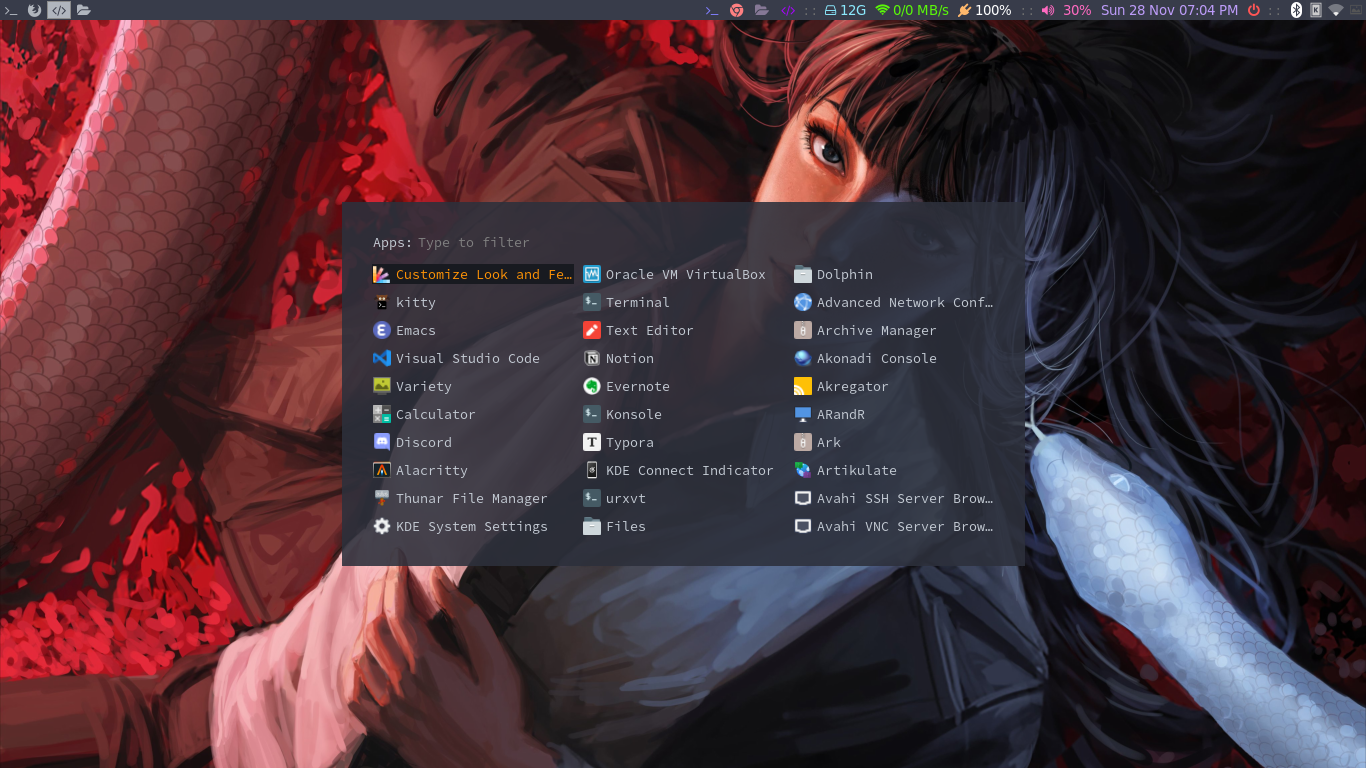 12G 0/0 MB/s 100% 30% Sun 28 Nov 07:04 PM
Apps: Type to filter
Customize Look and Fe… Oracle VM VirtualBox Dolphin
kitty Terminal Advanced Network Conf…
Emacs Text Editor Archive Manager
Visual Studio Code Notion Akonadi Console
Variety Evernote Akregator
Calculator Konsole ARandR
Discord Typora Ark
Alacritty KDE Connect Indicator Artikulate
Thunar File Manager urxvt Avahi SSH Server Brow…
KDE System Settings Files Avahi VNC Server Brow…